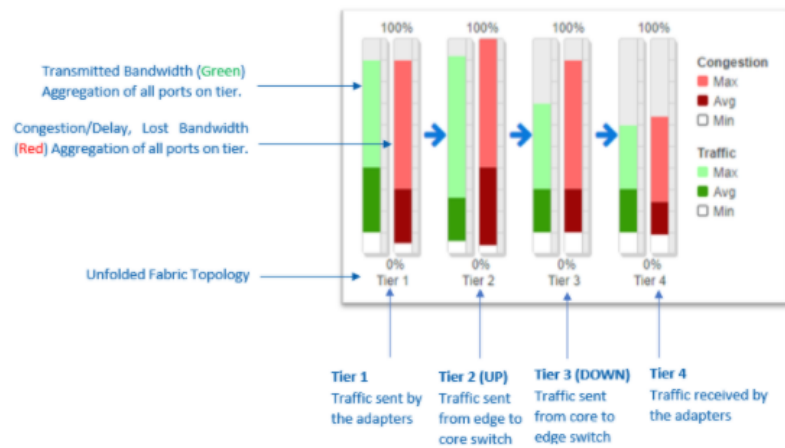 100% 100% 100% 100%
Transmitted Bandwidth (Green)
Aggregation of all ports on tier.
Congestion/Delay, Lost Bandwidth
(Red) Aggregation of all ports on tier.
Unfolded Fabric Topology
Congestion
Max
Avg
Min
Traffic
Max
Avg
Min
0% 0% 0% 0%
Tier 1 Tier 2 Tier 3 Tier 4
Tier 1
Traffic sent by
the adapters
Tier 2 (UP)
Traffic sent
from edge to
core switch
Tier 3 (DOWN)
Traffic sent
from core to
edge switch
Tier 4
Traffic received by
the adapters